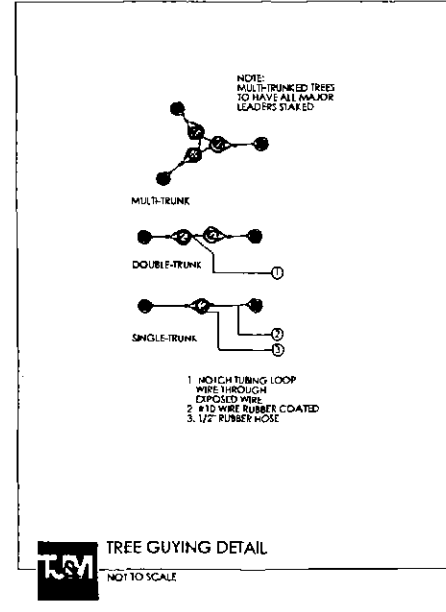 NOTE:
MULTI-TRUNKED TREES
TO HAVE ALL MAJOR
LEADERS STAKED
MULTI-TRUNK
DOUBLE-TRUNK
1
SINGLE-TRUNK
2
3
1 NOTCH TUBING LOOP
WIRE THROUGH
EXPOSED WIRE
2 #10 WIRE RUBBER COATED
3. 1/2" RUBBER HOSE
TREE GUYING DETAIL
NOT TO SCALE